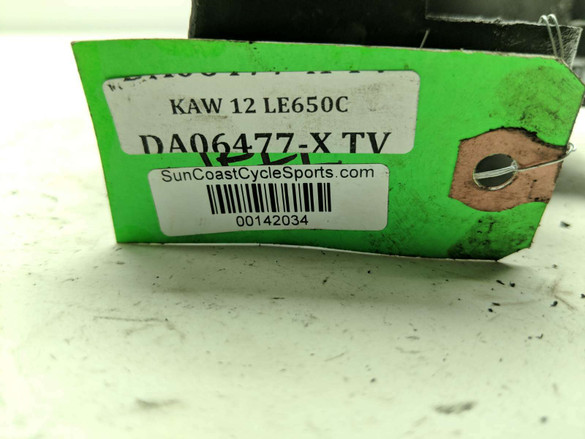 KAW 12 LE650C
DA06477-X TV
SunCoastCycleSports.com
00142034